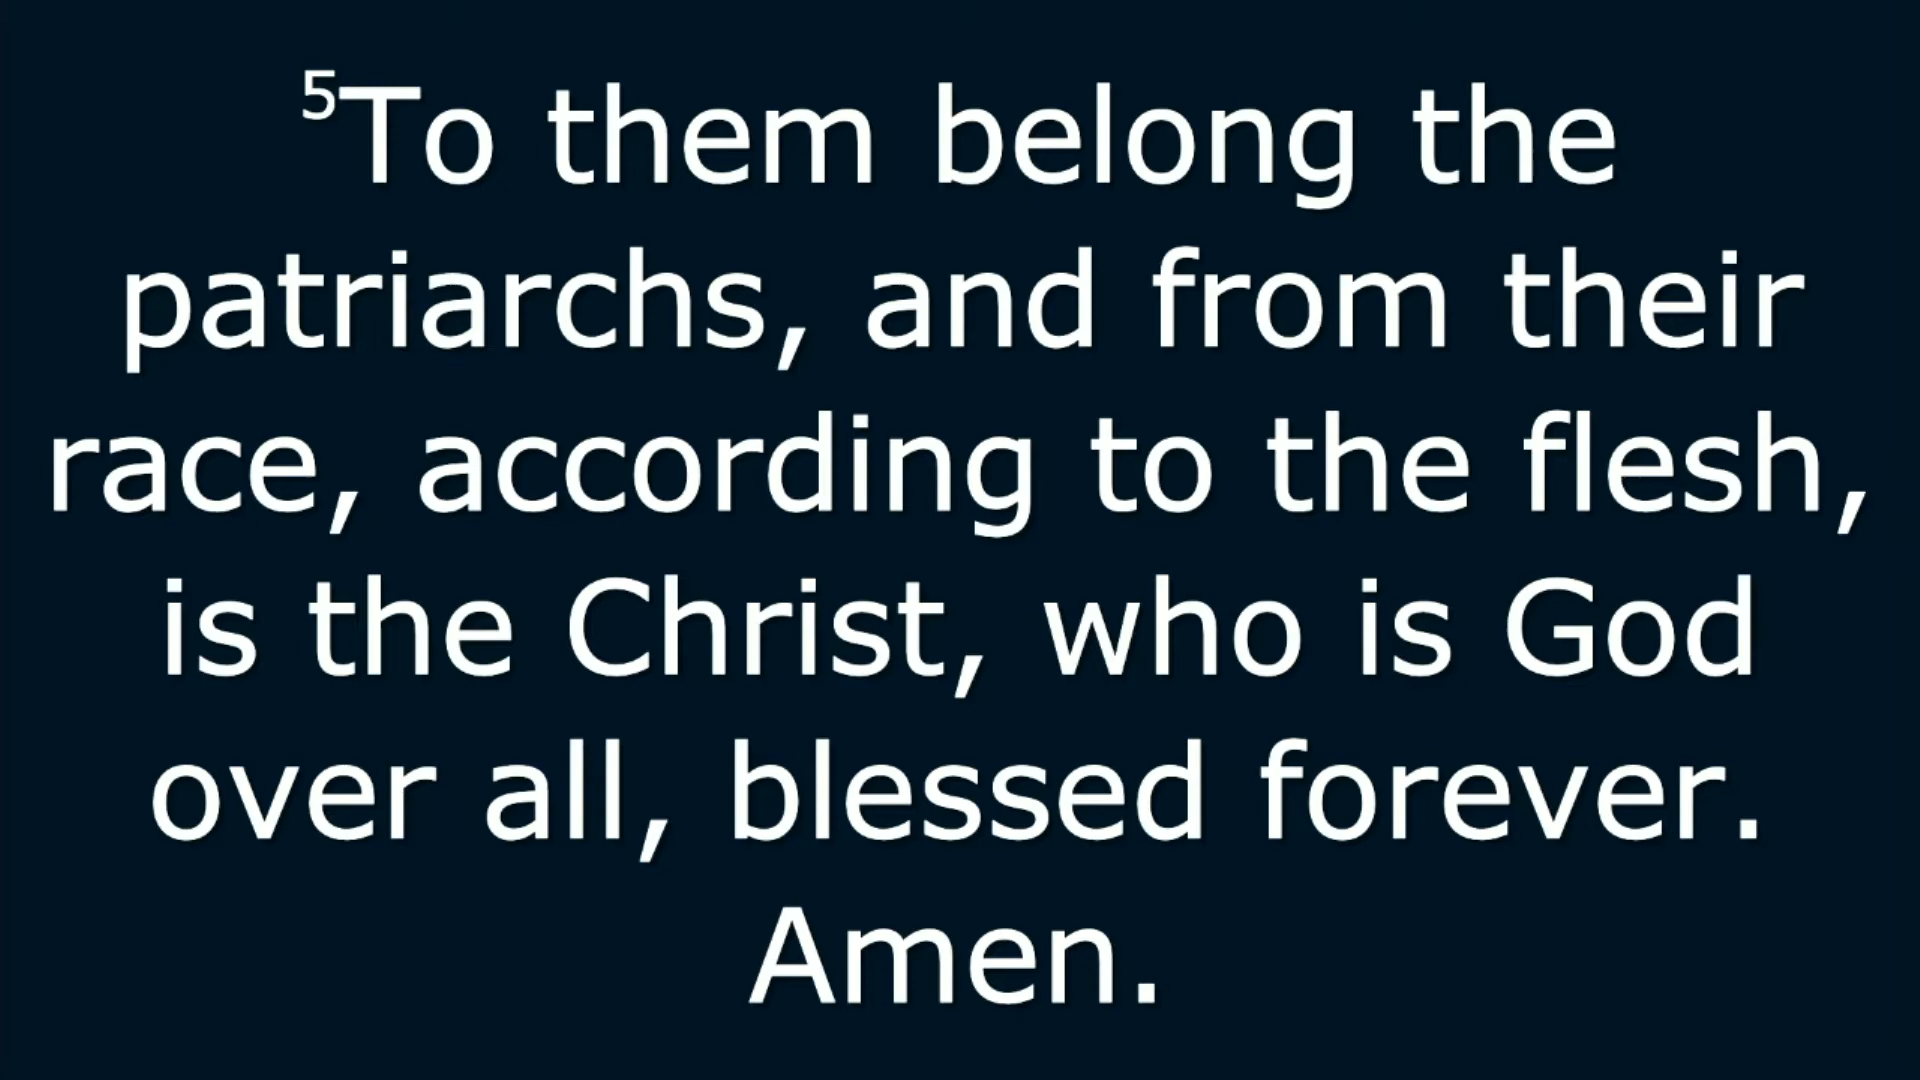 ⁵To them belong the
patriarchs, and from their
race, according to the flesh,
is the Christ, who is God
over all, blessed forever.
Amen.